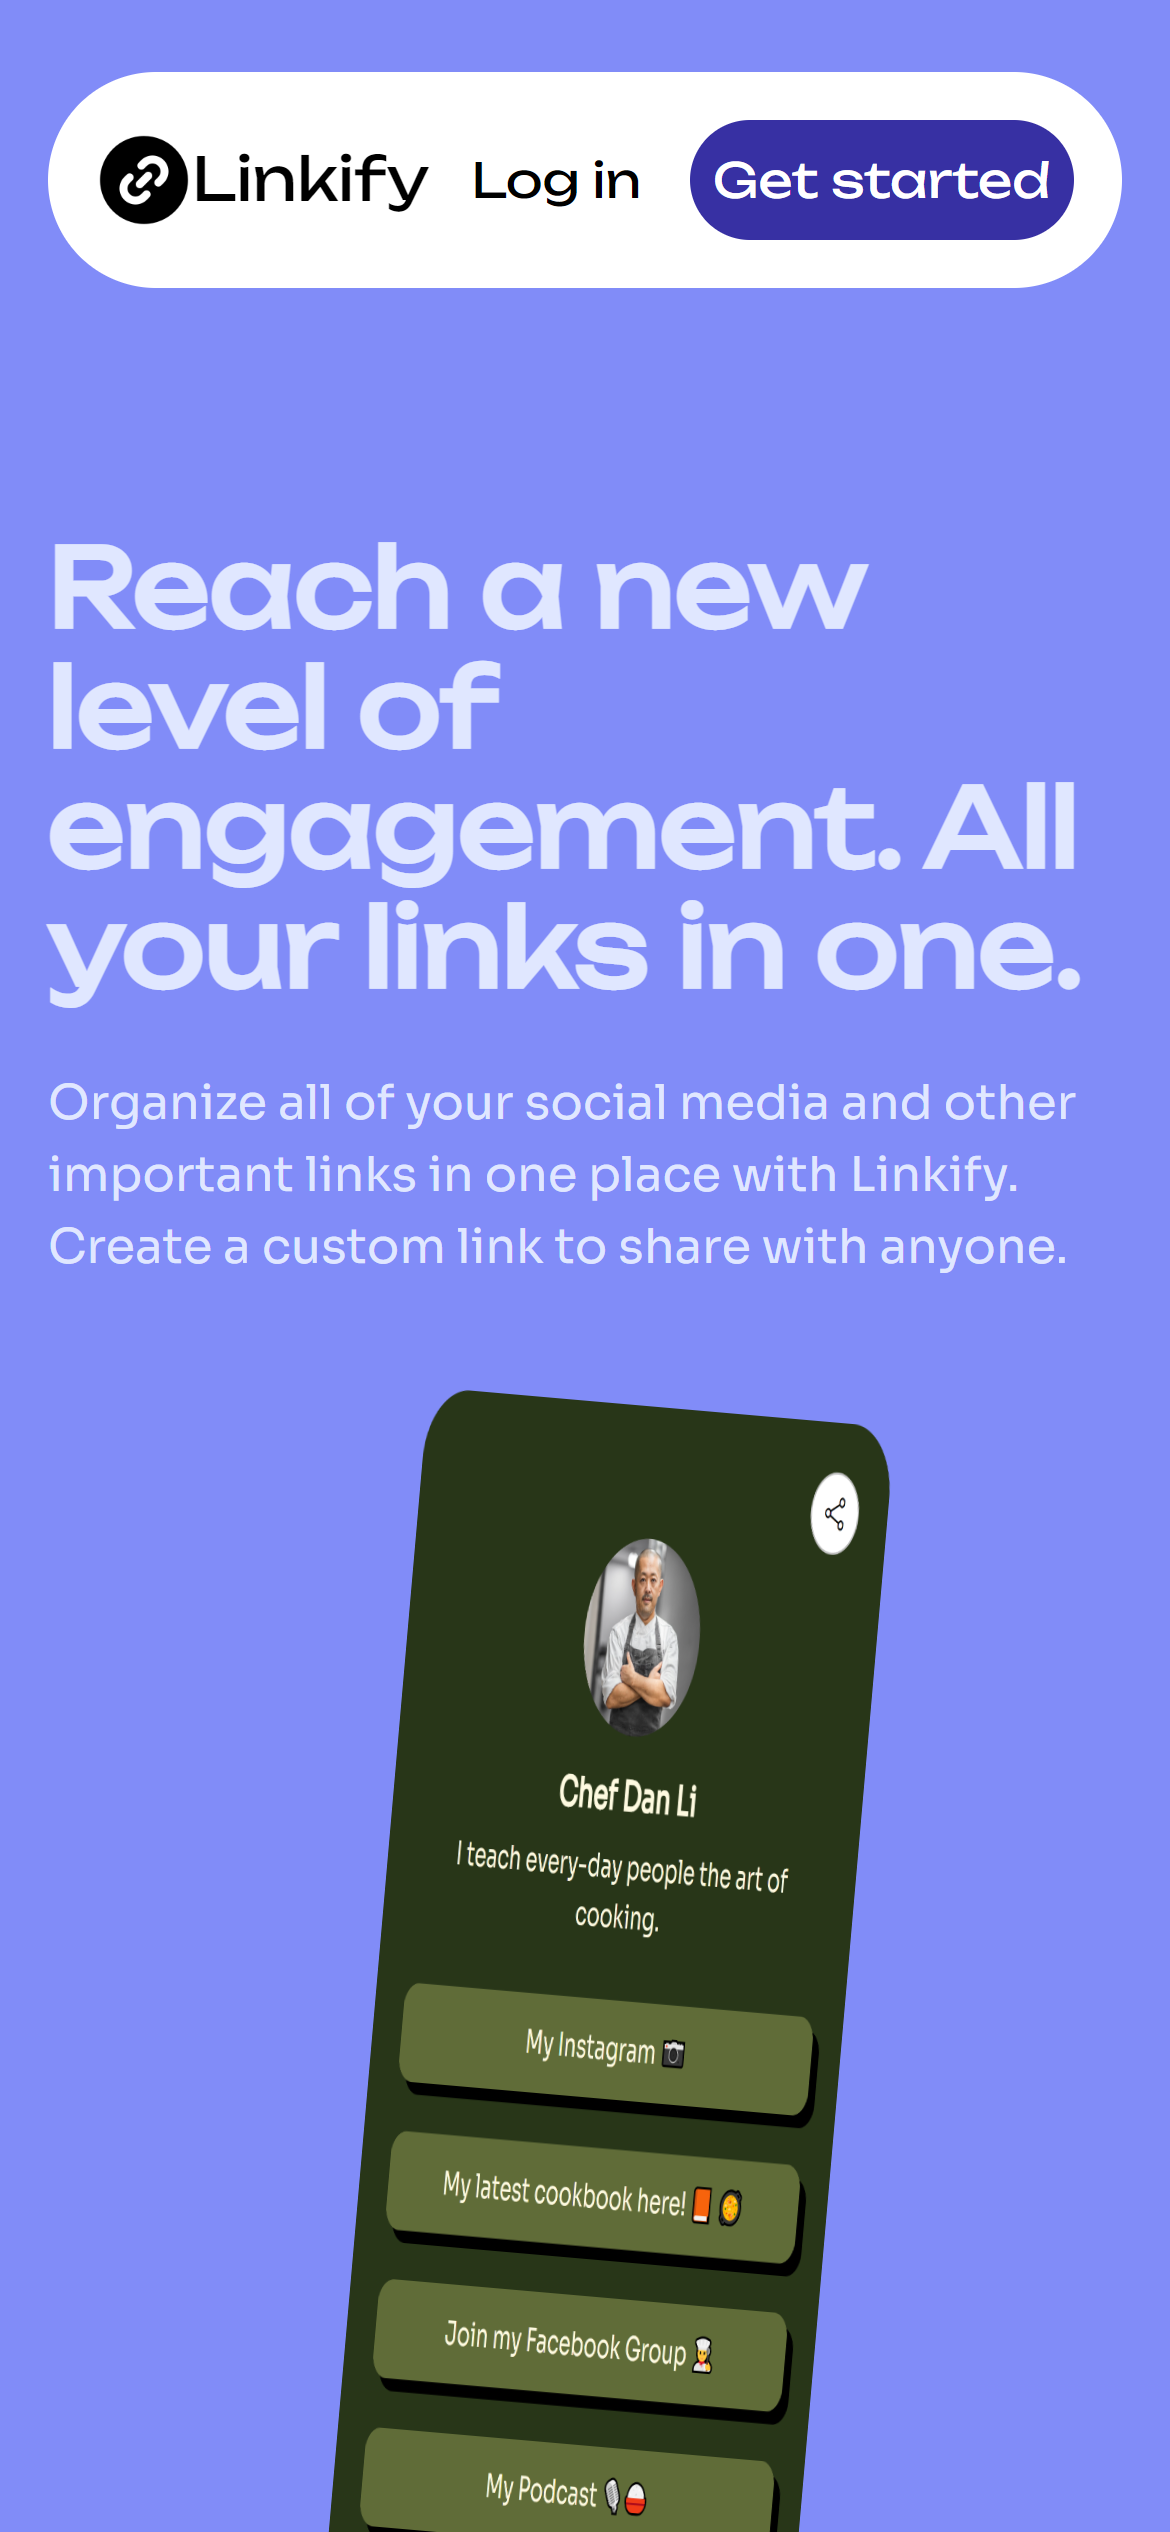 Linkify Log in Get started
Reach a new
level of
engagement. All
your links in one.
Organize all of your social media and other
important links in one place with Linkify.
Create a custom link to share with anyone.
Chef Dan Li
I teach every-day people the art of
cooking.
My Instagram 📷
My latest cookbook here! 📙 🥘
Join my Facebook Group 👨‍🍳
My Podcast 🎙️🍚